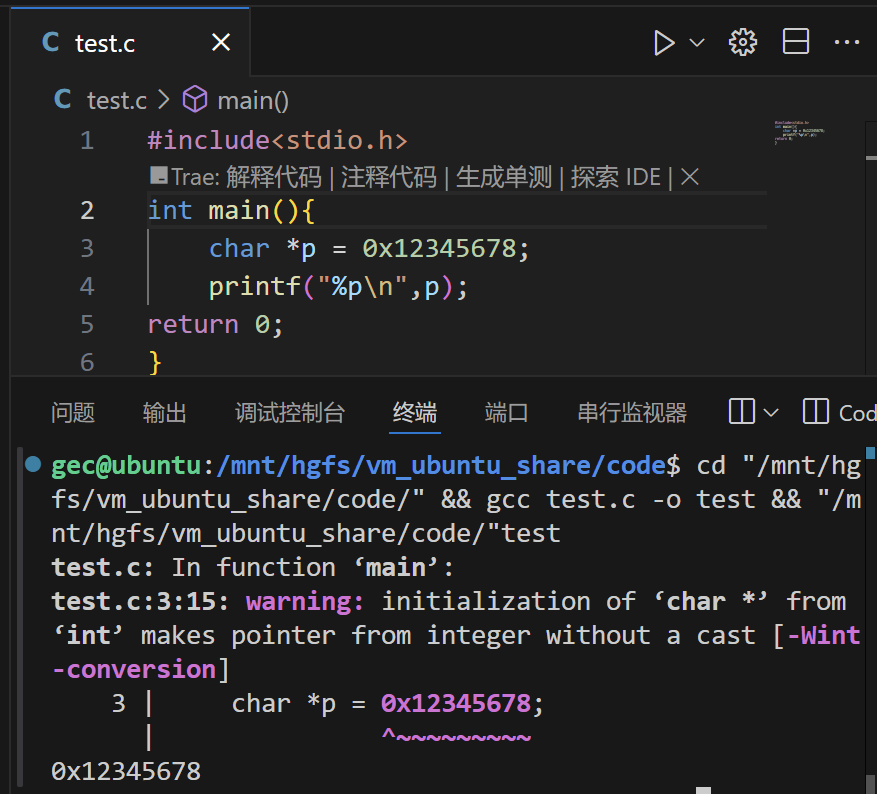 C test.c ×
C test.c > main()
1 #include<stdio.h>
Trae: 解释代码 | 注释代码 | 生成单测 | 探索 IDE | ×
2 int main(){
3     char *p = 0x12345678;
4     printf("%p\n",p);
5 return 0;
6 }
问题 输出 调试控制台 终端 端口 串行监视器 Cod
gec@ubuntu:/mnt/hgfs/vm_ubuntu_share/code$ cd "/mnt/hg
fs/vm_ubuntu_share/code/" && gcc test.c -o test && "/m
nt/hgfs/vm_ubuntu_share/code/"test
test.c: In function ‘main’:
test.c:3:15: warning: initialization of ‘char *’ from
‘int’ makes pointer from integer without a cast [-Wint
-conversion]
    3 |     char *p = 0x12345678;
      |               ^~~~~~~~~~
0x12345678